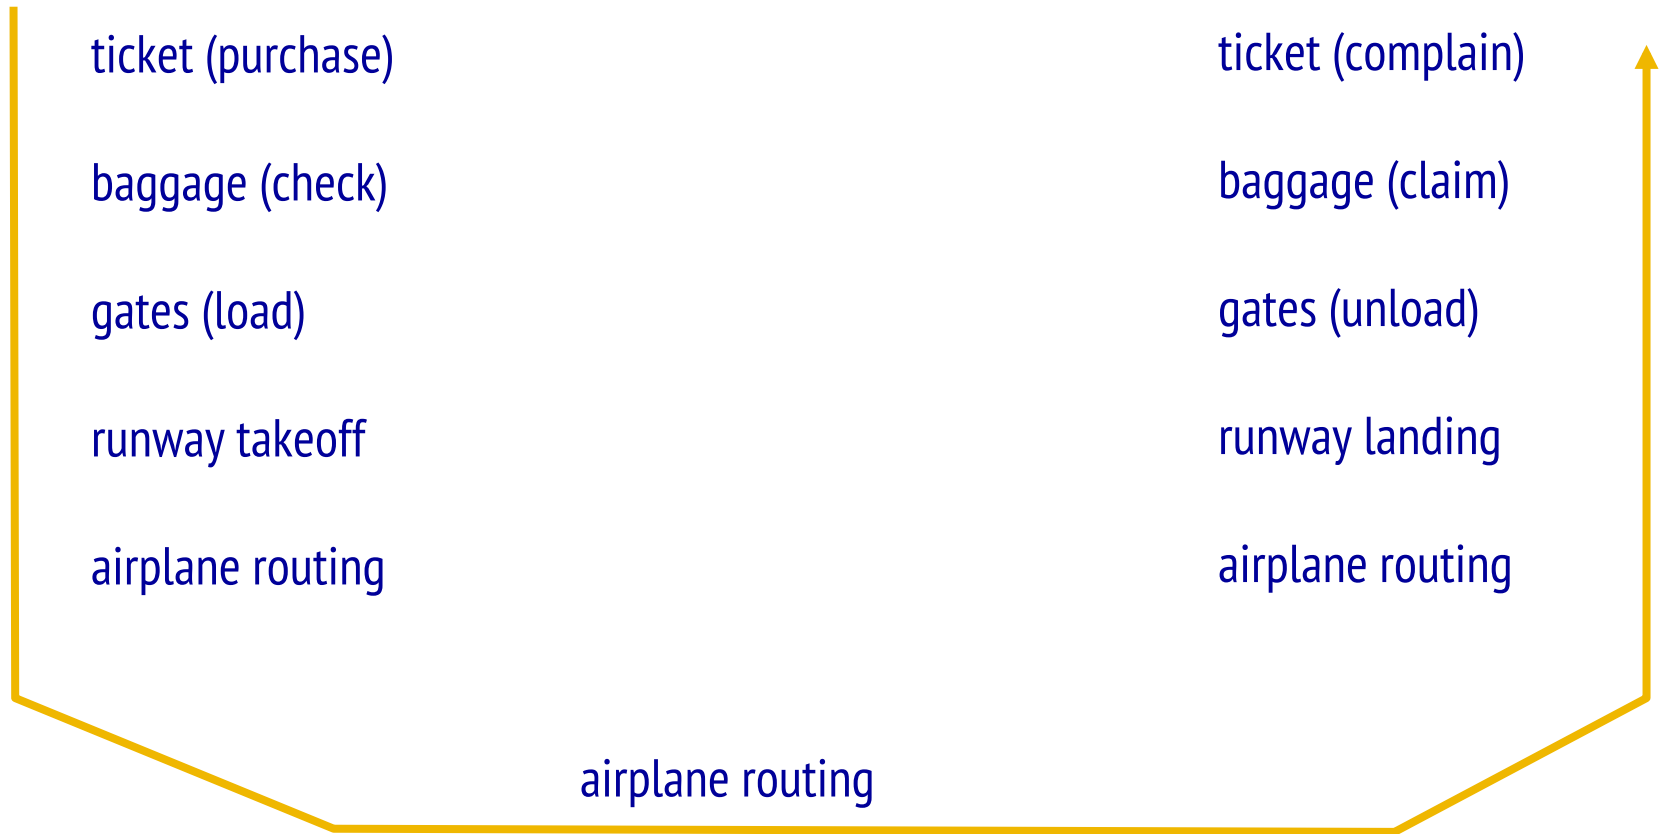 ticket (purchase)
baggage (check)
gates (load)
runway takeoff
airplane routing
ticket (complain)
baggage (claim)
gates (unload)
runway landing
airplane routing
airplane routing